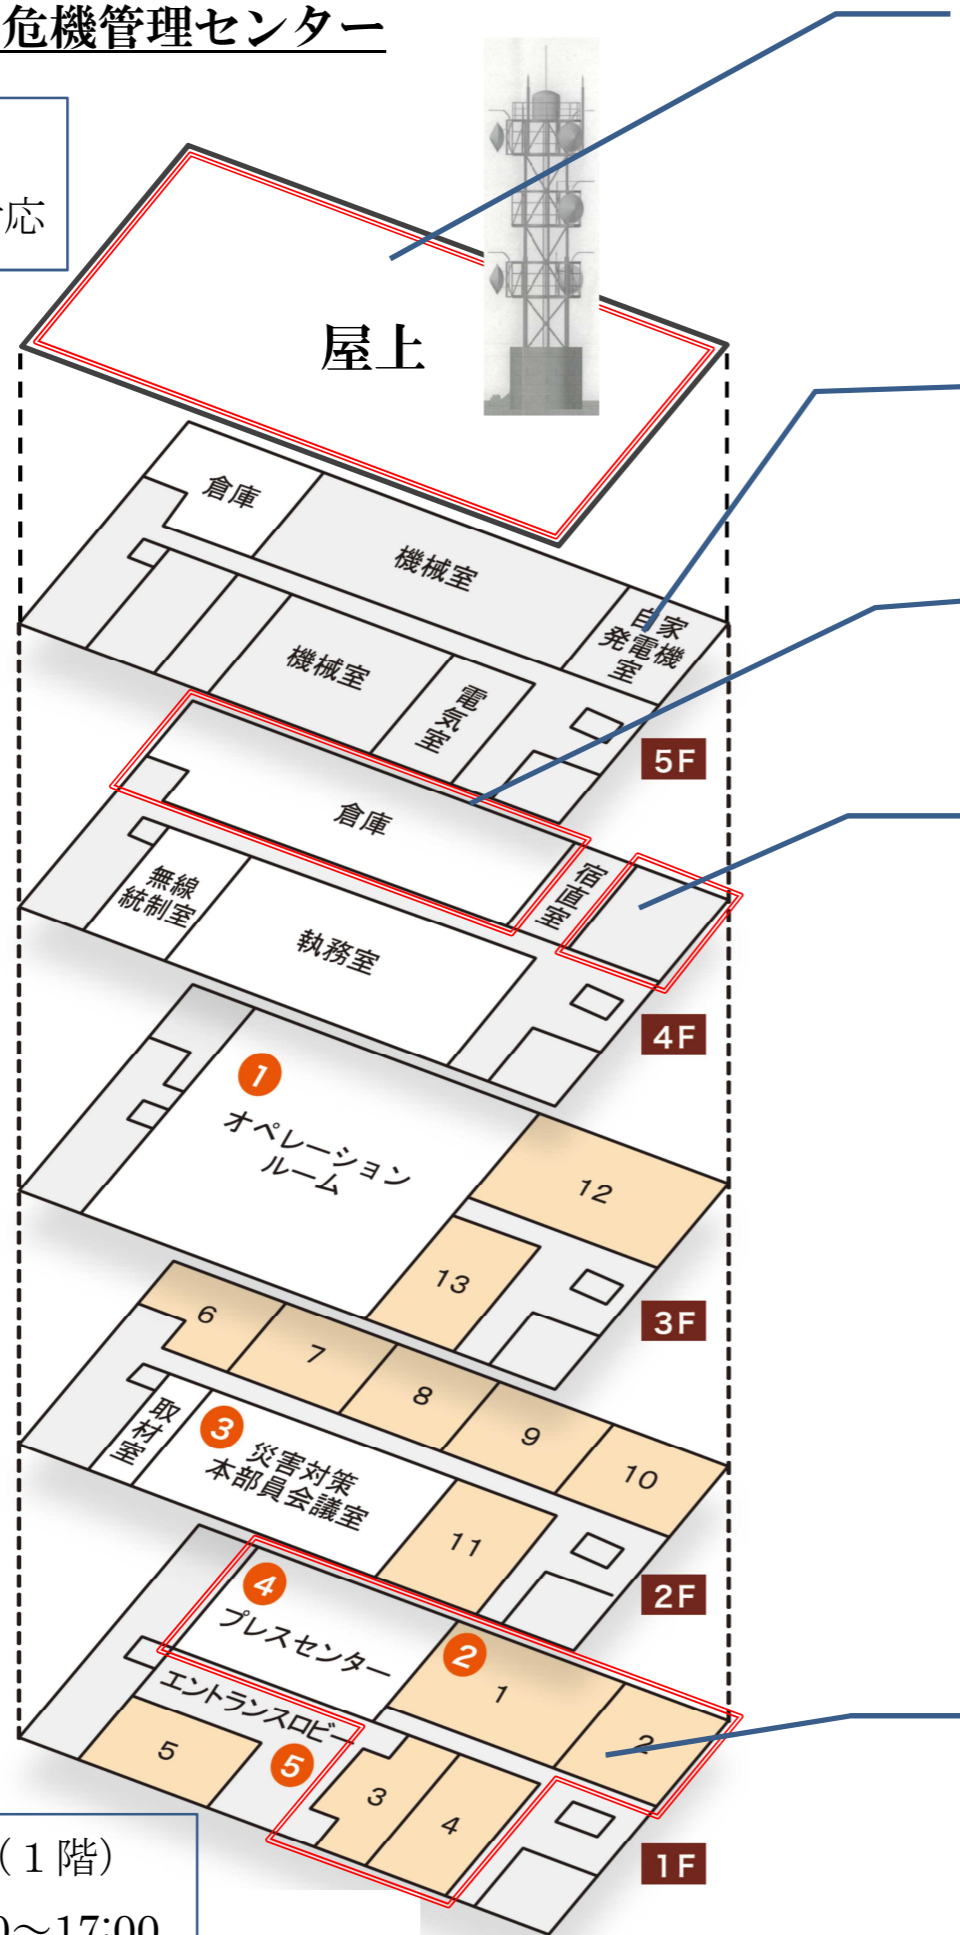 危機管理センター
応
屋上
倉庫
機械室
自家
発電機
室
機械室
電気室
5F
倉庫
宿直室
無線
統制室
執務室
4F
1
オペレーション
ルーム
12
13
3F
6
7
8
9
10
取材室
3
災害対策
本部員会議室
11
2F
4
プレスセンター
2
1
2
エントランスロビー
5
5
3
4
1F
(1階)
0～17:00